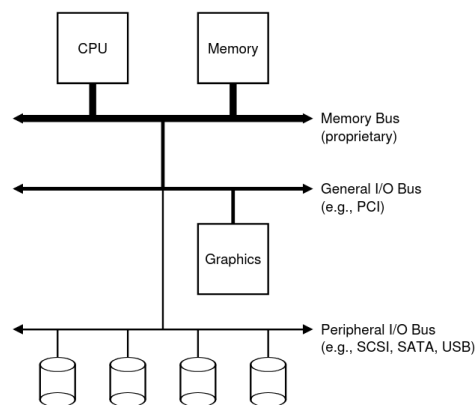 CPU
Memory
Memory Bus
(proprietary)
General I/O Bus
(e.g., PCI)
Graphics
Peripheral I/O Bus
(e.g., SCSI, SATA, USB)